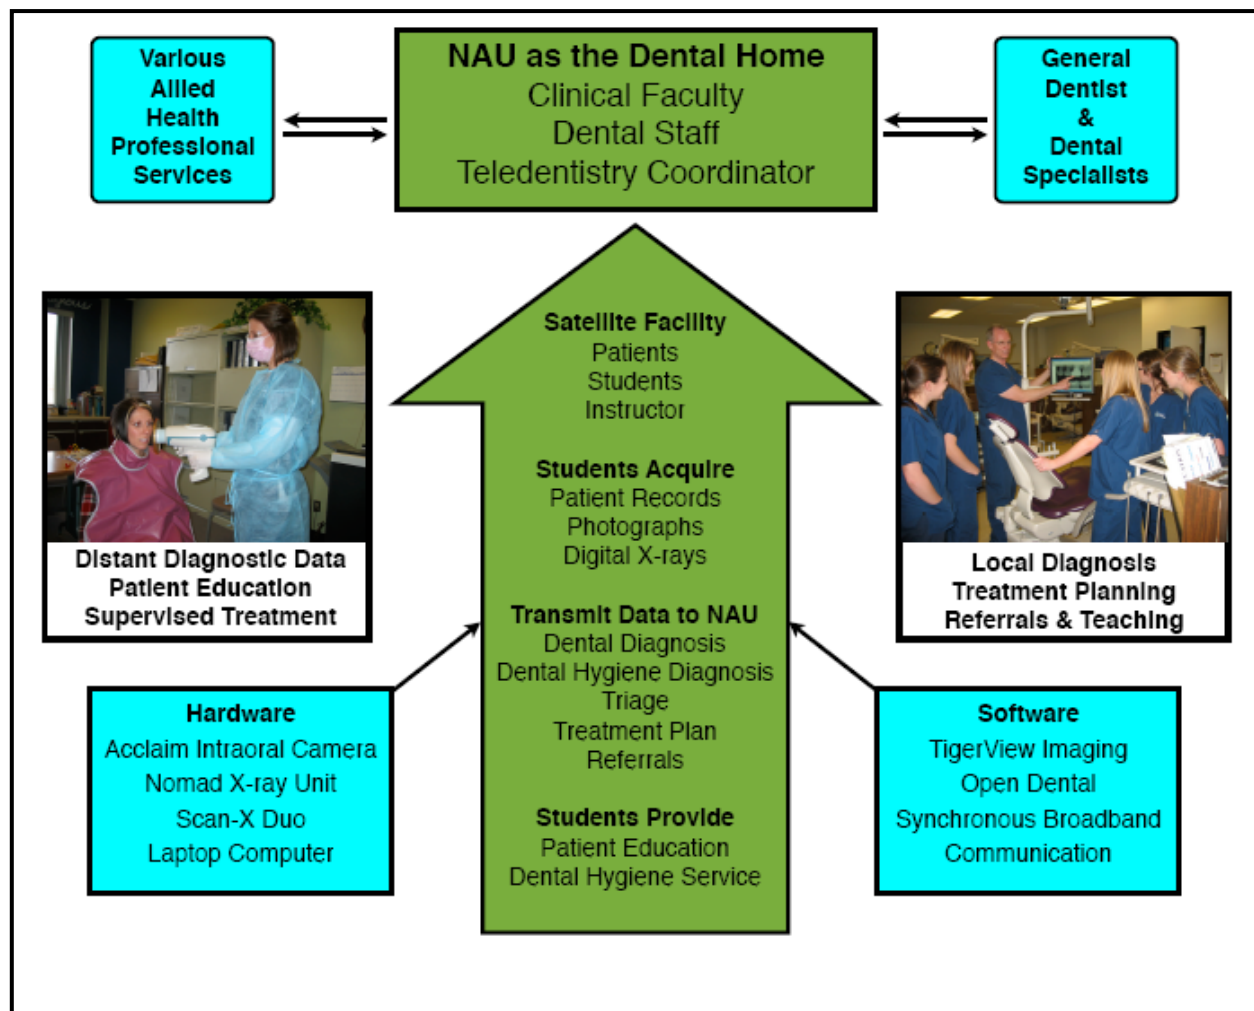 Various
Allied
Health
Professional
Services
NAU as the Dental Home
Clinical Faculty
Dental Staff
Teledentistry Coordinator
General
Dentist
&
Dental
Specialists
Satellite Facility
Patients
Students
Instructor
Students Acquire
Patient Records
Photographs
Digital X-rays
Transmit Data to NAU
Dental Diagnosis
Dental Hygiene Diagnosis
Triage
Treatment Plan
Referrals
Students Provide
Patient Education
Dental Hygiene Service
Distant Diagnostic Data
Patient Education
Supervised Treatment
Local Diagnosis
Treatment Planning
Referrals & Teaching
Hardware
Acclaim Intraoral Camera
Nomad X-ray Unit
Scan-X Duo
Laptop Computer
Software
TigerView Imaging
Open Dental
Synchronous Broadband
Communication